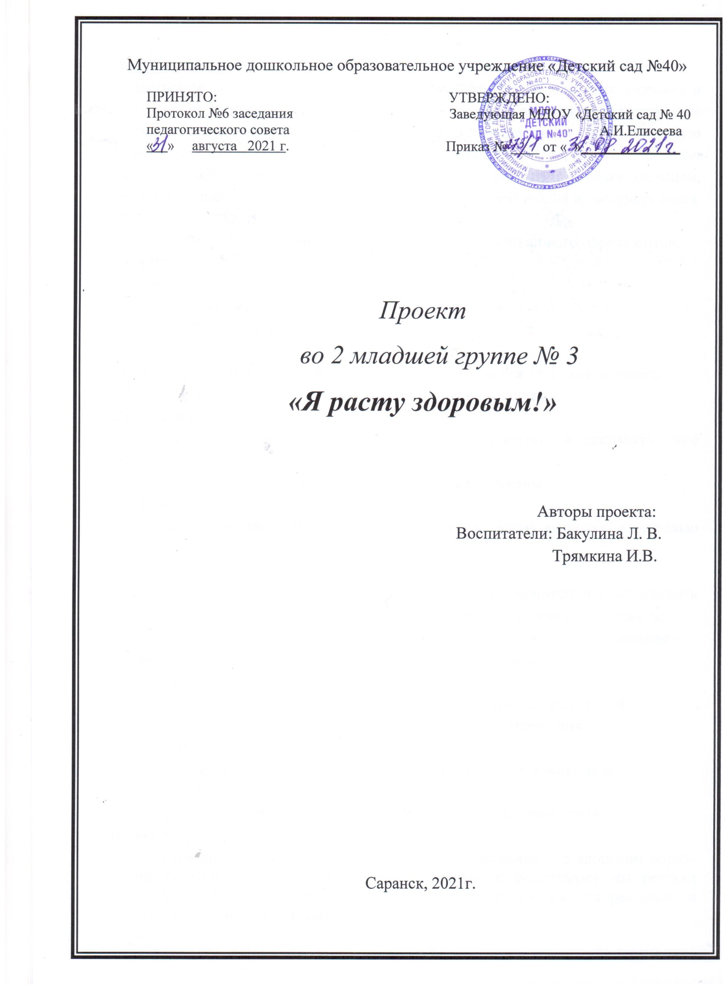 Муниципальное дошкольное образовательное учреждение «Детский сад №40»
ПРИНЯТО:
Протокол №6 заседания
педагогического совета
«31» августа 2021 г.
УТВЕРЖДЕНО:
Заведующая МДОУ «Детский сад № 40
А.И.Елисеева
Приказ № 273/1 от « 31.08.2021г.
МДОУ
“ДЕТСКИЙ
САД №40”
Проект
во 2 младшей группе № 3
«Я расту здоровым!»
Авторы проекта:
Воспитатели: Бакулина Л. В.
Трямкина И.В.
Саранск, 2021г.